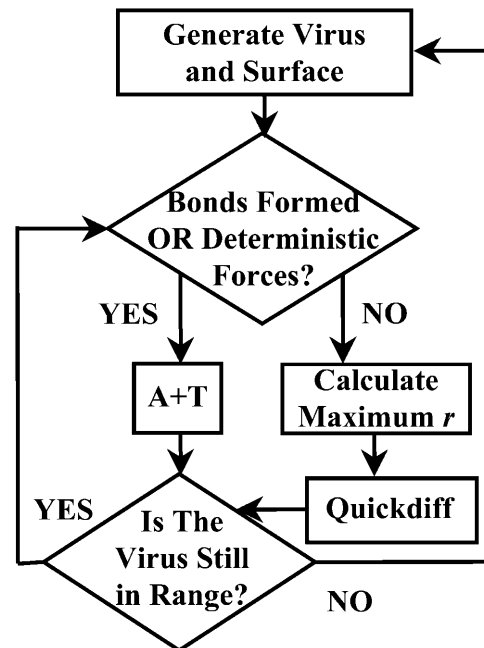 Generate Virus
and Surface
Bonds Formed
OR Deterministic
Forces?
YES
NO
A+T
Calculate
Maximum r
Quickdiff
YES
Is The
Virus Still
in Range?
NO